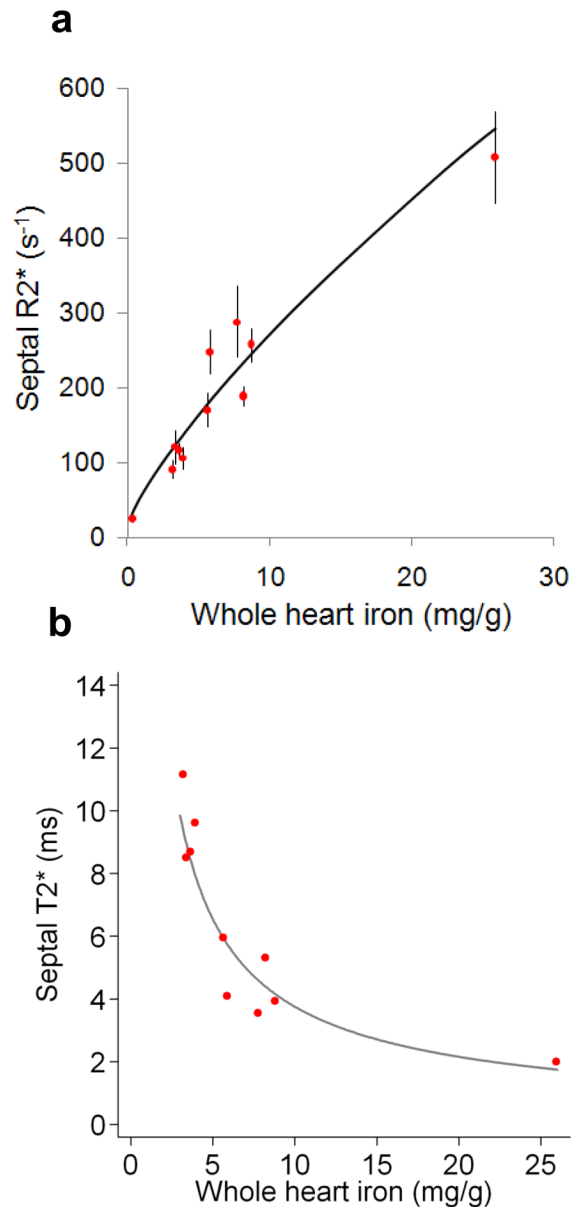 a
600
500
400
300
200
100
0
Septal R2* (s⁻¹)
0 10 20 30
Whole heart iron (mg/g)
b
14
12
10
8
6
4
2
0
Septal T2* (ms)
0 5 10 15 20 25
Whole heart iron (mg/g)